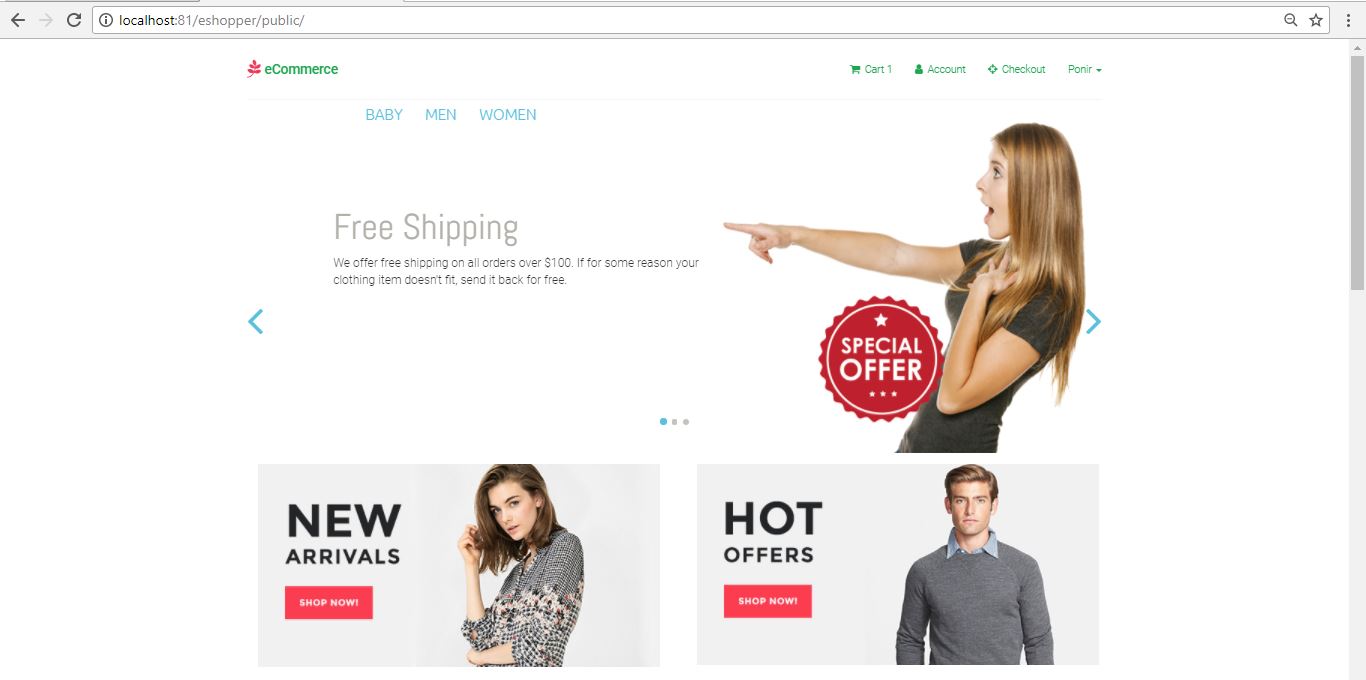 localhost:81/eshopper/public/
eCommerce
Cart 1 Account Checkout Ponir
BABY MEN WOMEN
Free Shipping
We offer free shipping on all orders over $100. If for some reason your
clothing item doesn't fit, send it back for free.
SPECIAL
OFFER
NEW
ARRIVALS
SHOP NOW!
HOT
OFFERS
SHOP NOW!